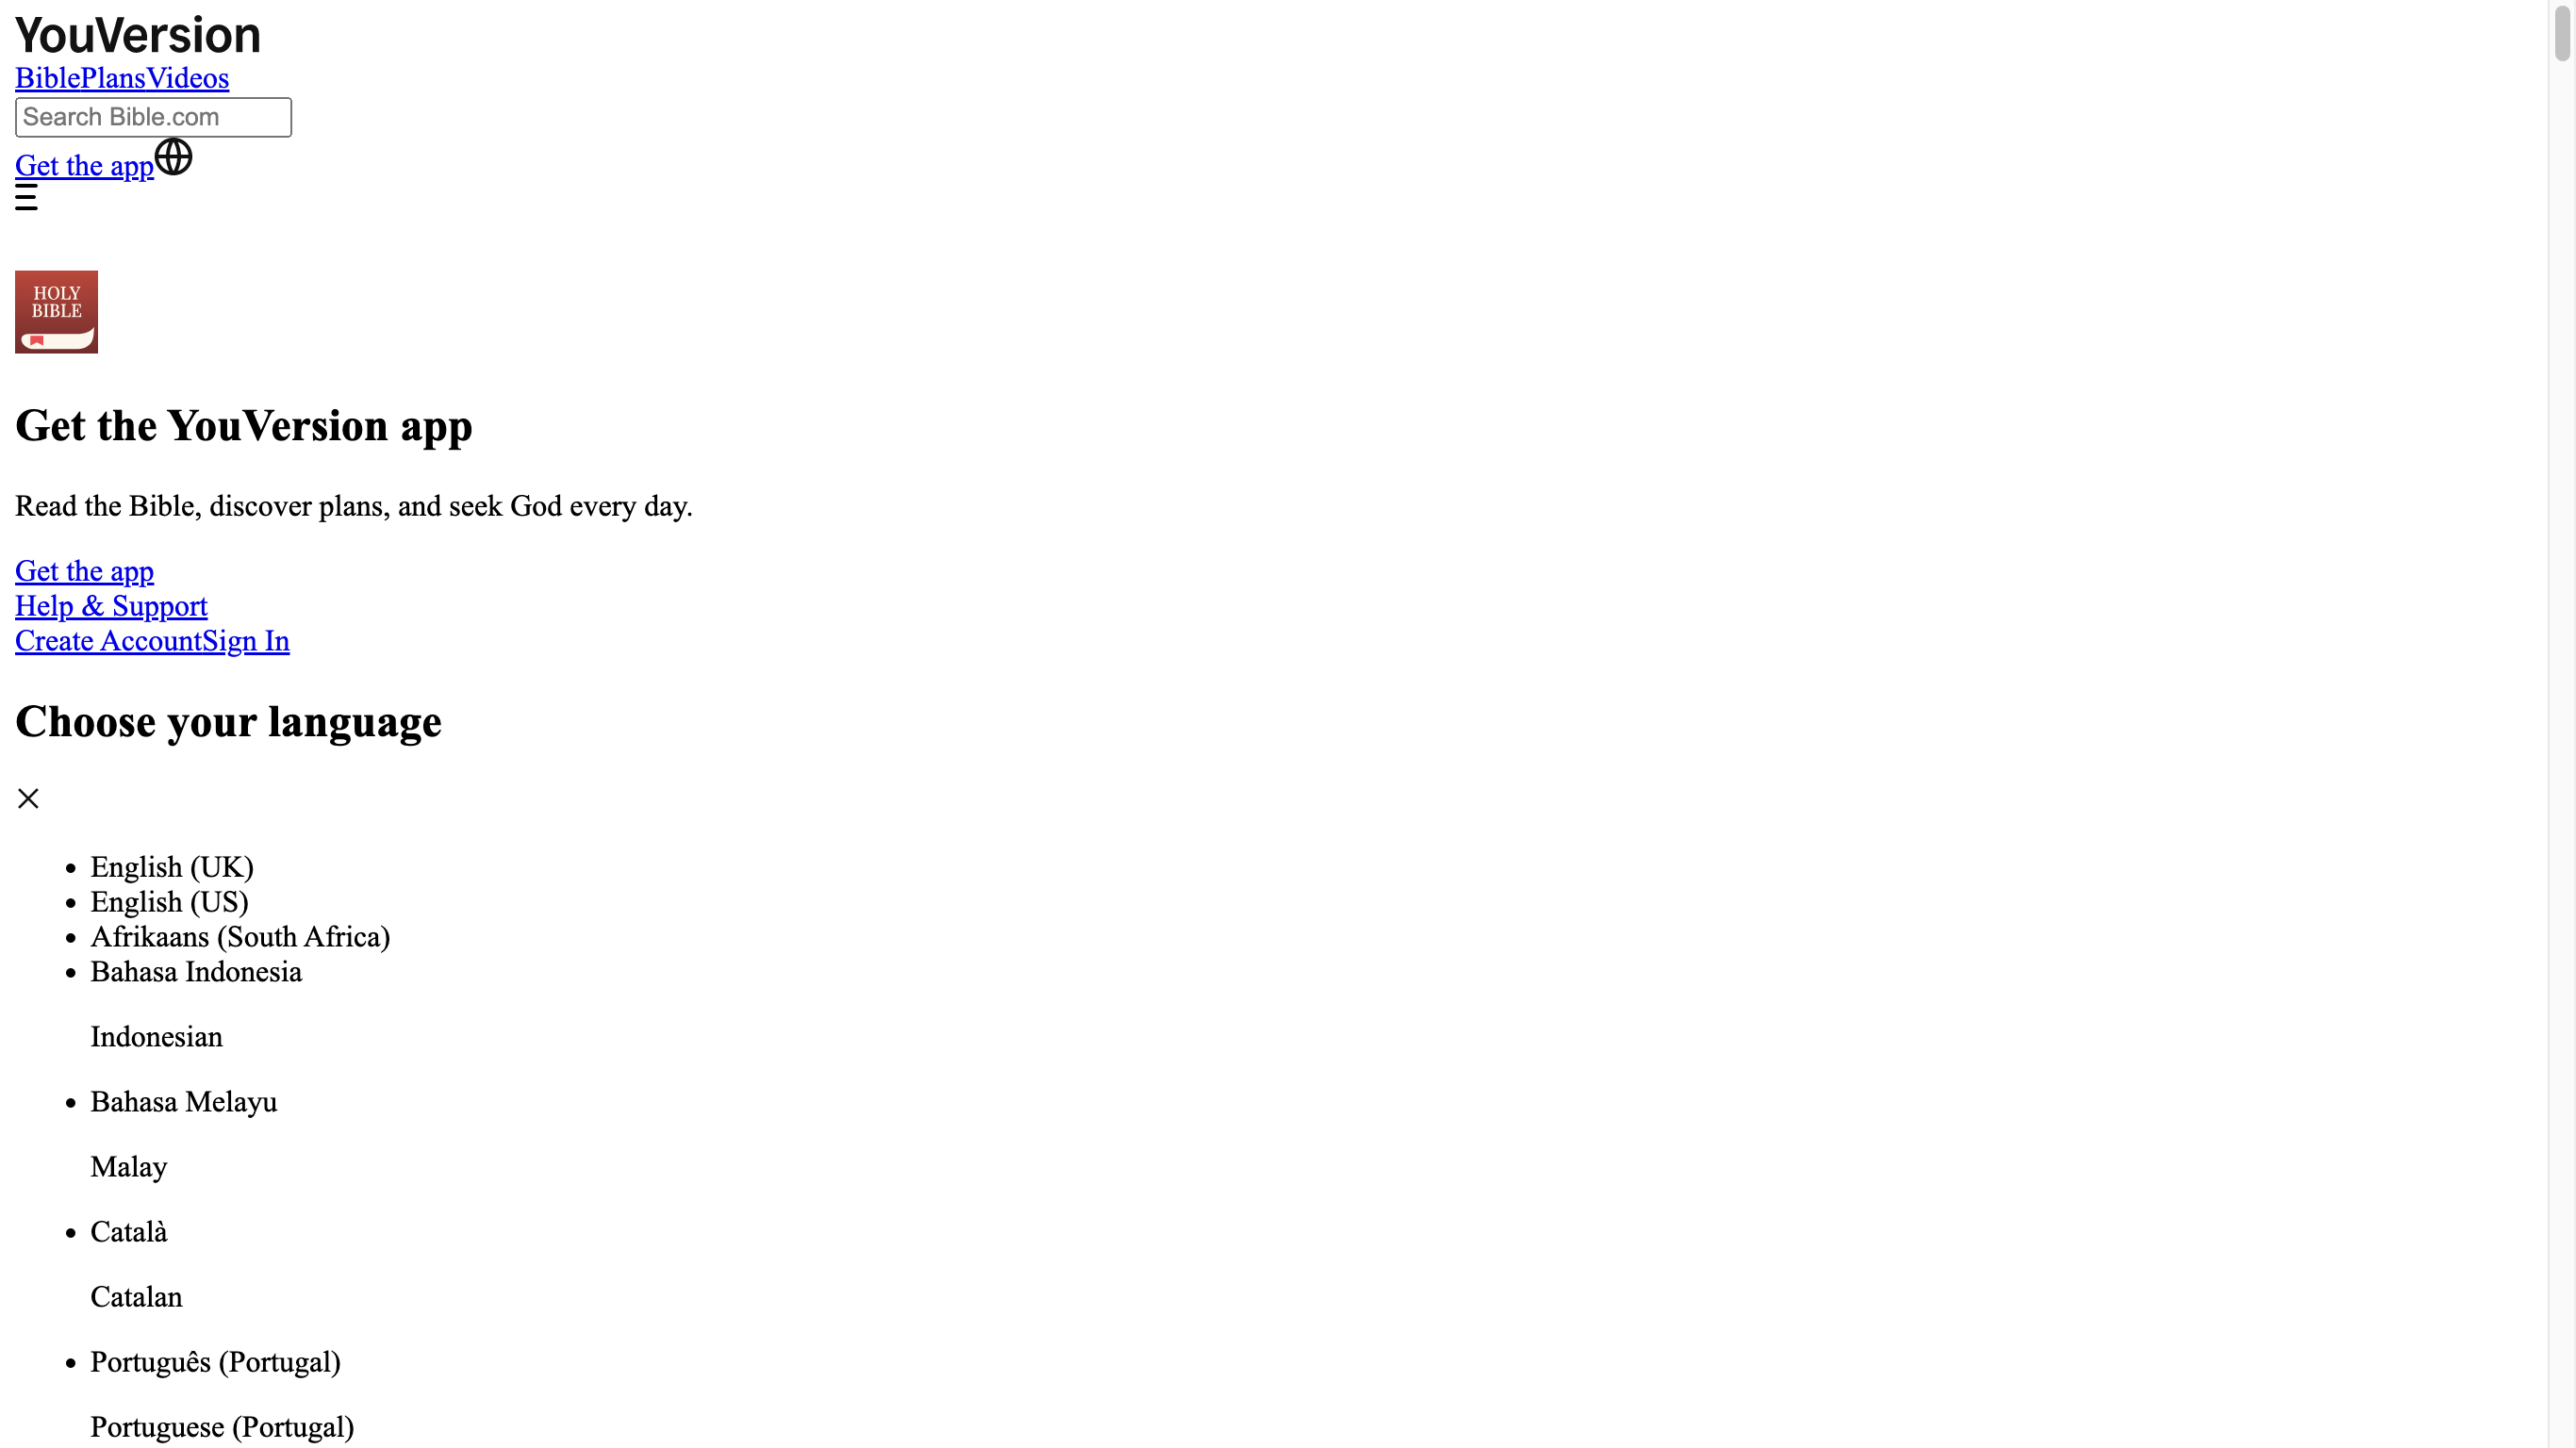 YouVersion
BiblePlansVideos
Search Bible.com
Get the app
HOLY
BIBLE
Get the YouVersion app
Read the Bible, discover plans, and seek God every day.
Get the app
Help & Support
Create AccountSign In
Choose your language
English (UK)
English (US)
Afrikaans (South Africa)
Bahasa Indonesia
Indonesian
Bahasa Melayu
Malay
Català
Catalan
Português (Portugal)
Portuguese (Portugal)